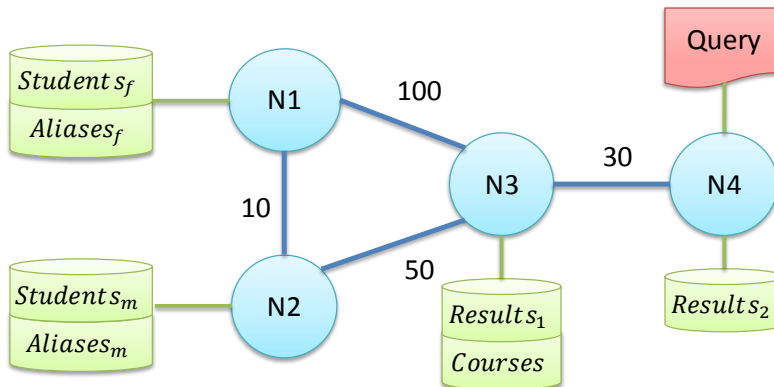 Query
Students_f
Aliases_f
N1
100
N3
30
N4
10
50
Students_m
Aliases_m
N2
Results_1
Courses
Results_2